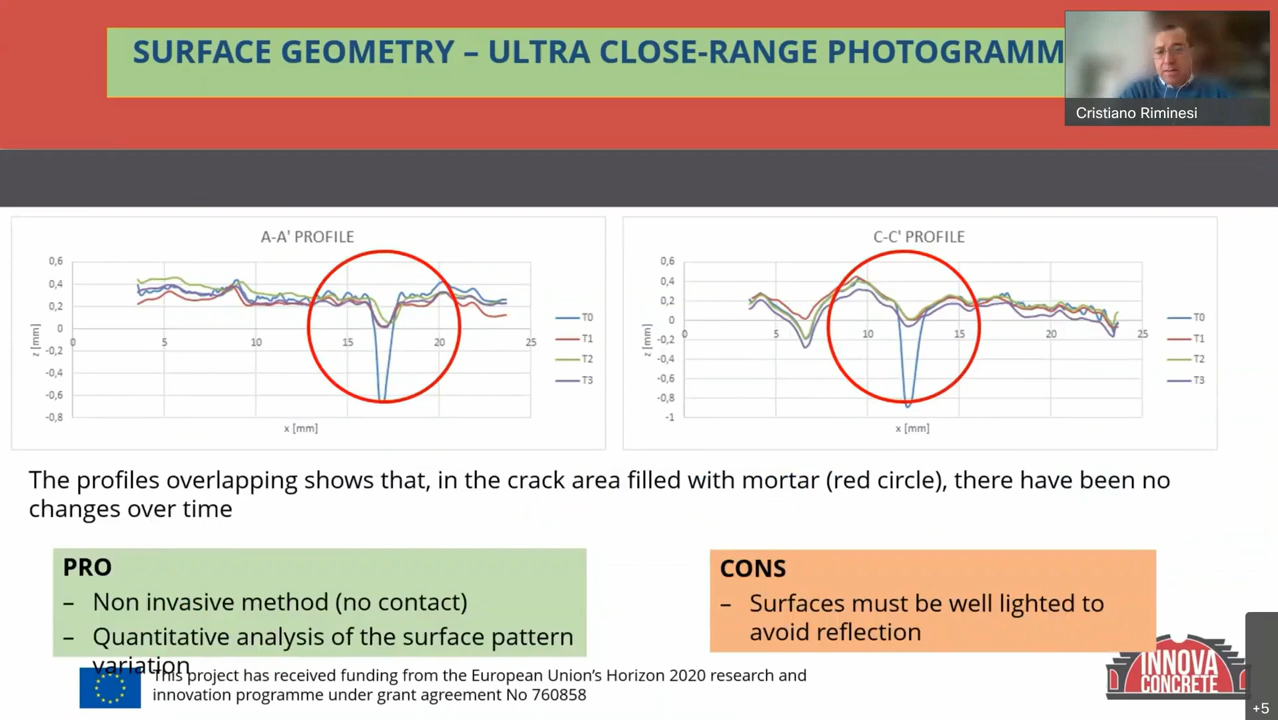 SURFACE GEOMETRY – ULTRA CLOSE-RANGE PHOTOGRAMM
Cristiano Riminesi
A-A' PROFILE
0,6
0,4
0,2
0
-0,2
-0,4
-0,6
-0,8
0 5 10 15 20 25
z [mm]
x [mm]
T0
T1
T2
T3
C-C' PROFILE
0,6
0,4
0,2
0
-0,2
-0,4
-0,6
-0,8
-1
0 5 10 15 20 25
z [mm]
x [mm]
T0
T1
T2
T3
The profiles overlapping shows that, in the crack area filled with mortar (red circle), there have been no
changes over time
PRO
– Non invasive method (no contact)
– Quantitative analysis of the surface pattern
variation
CONS
– Surfaces must be well lighted to
avoid reflection
This project has received funding from the European Union's Horizon 2020 research and
innovation programme under grant agreement No 760858
INNOVA
CONCRETE
+5